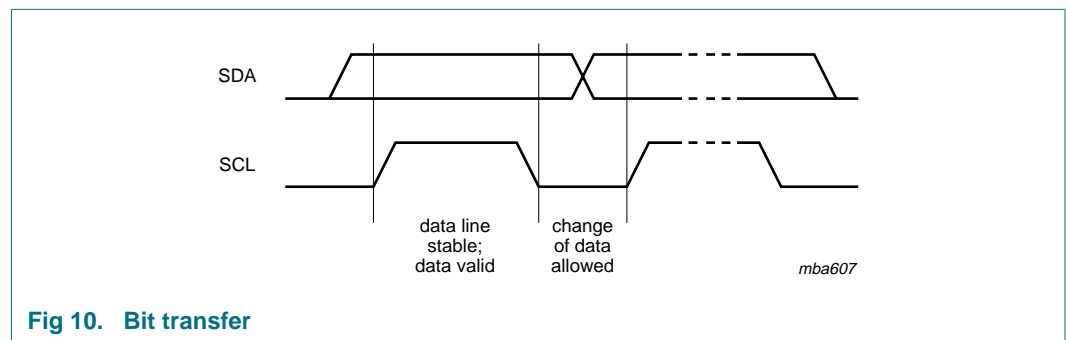 SDA
SCL
data line
stable;
data valid
change
of data
allowed
mba607
Fig 10. Bit transfer